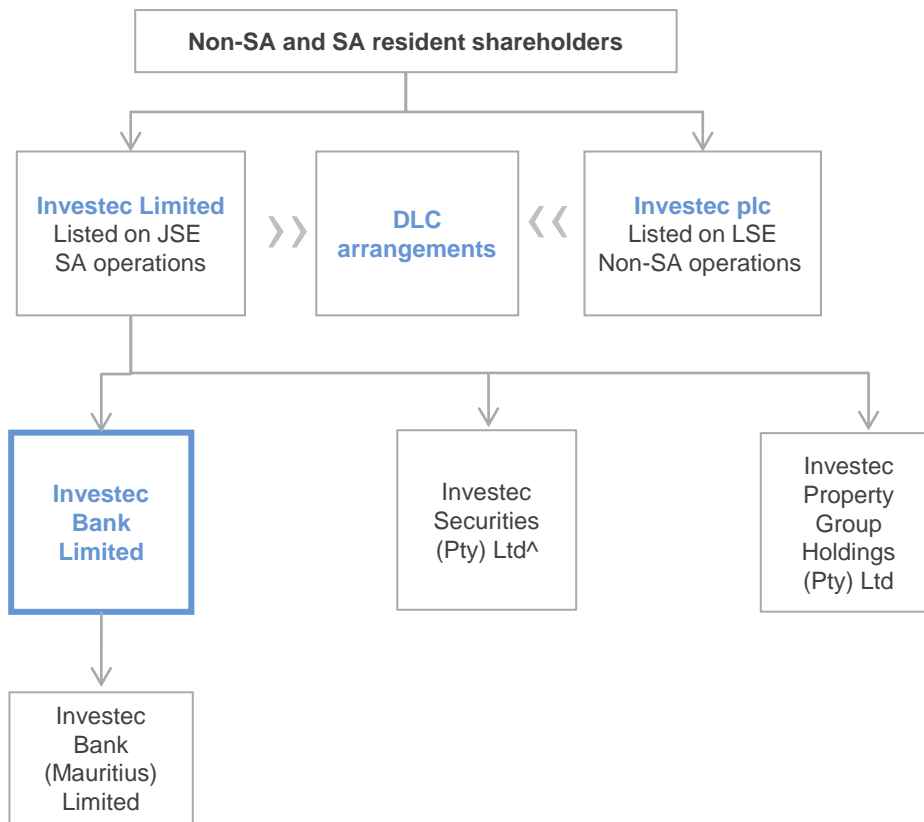 Non-SA and SA resident shareholders
Investec Limited
Listed on JSE
SA operations
DLC
arrangements
Investec plc
Listed on LSE
Non-SA operations
Investec
Bank
Limited
Investec
Securities
(Pty) Ltd^
Investec
Property
Group
Holdings
(Pty) Ltd
Investec
Bank
(Mauritius)
Limited